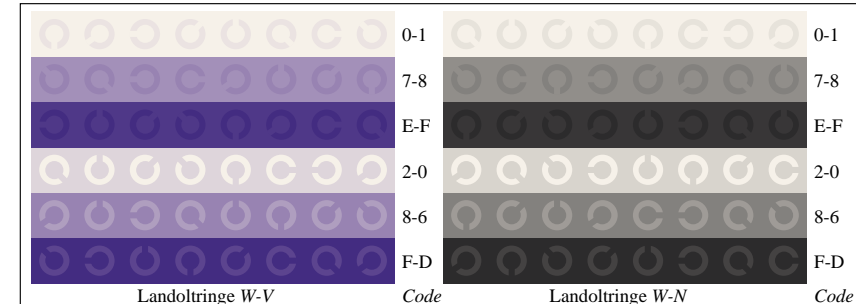 0-1 0-1
7-8 7-8
E-F E-F
2-0 2-0
8-6 8-6
F-D F-D
Landoltringe W-V Code Landoltringe W-N Code